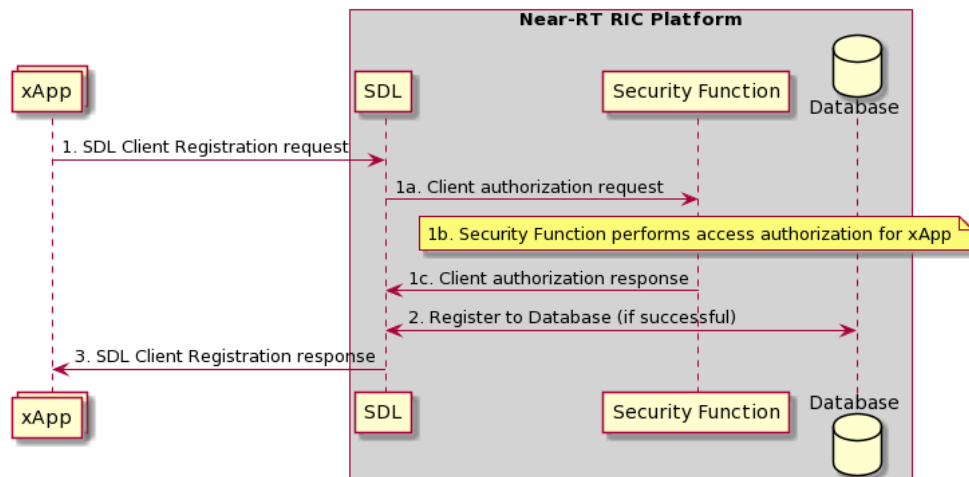 Near-RT RIC Platform
xApp
SDL
Security Function
Database
1. SDL Client Registration request
1a. Client authorization request
1b. Security Function performs access authorization for xApp
1c. Client authorization response
2. Register to Database (if successful)
3. SDL Client Registration response
xApp
SDL
Security Function
Database